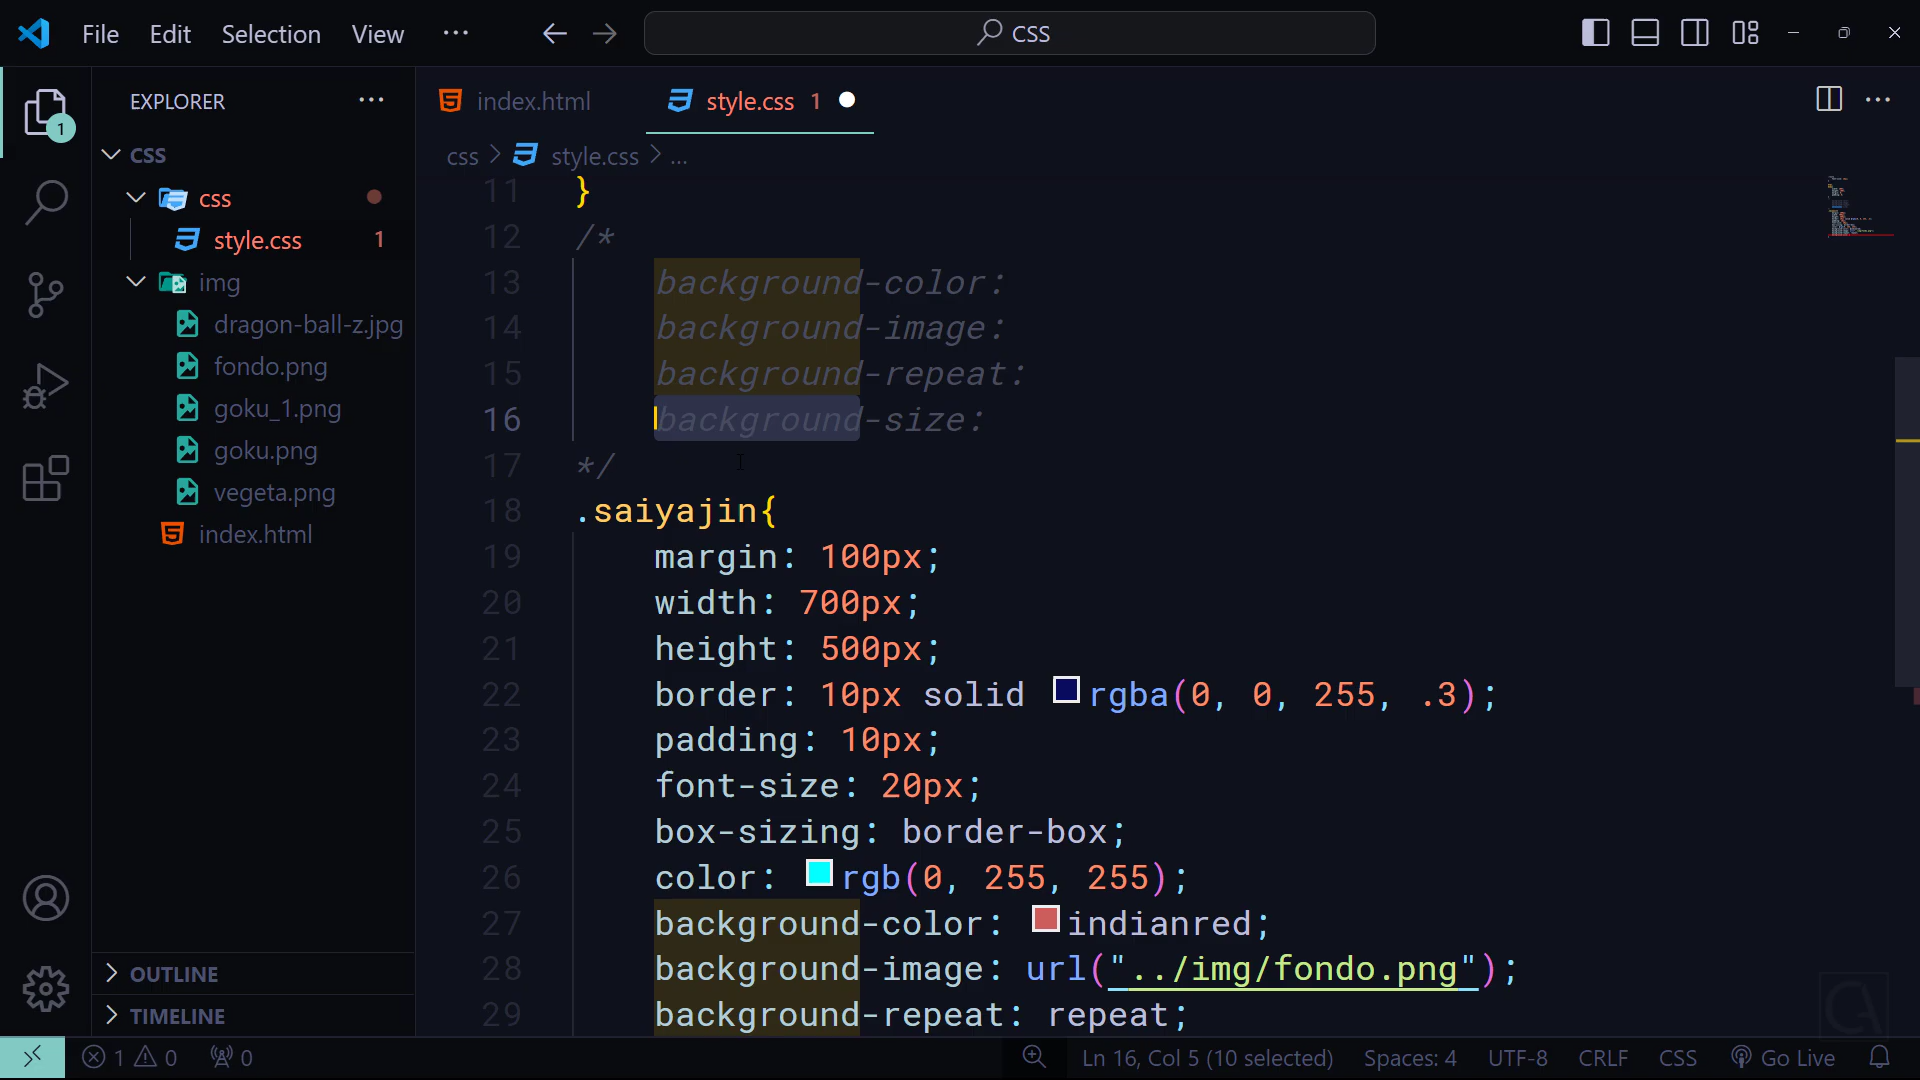 File Edit Selection View ··· CSS
EXPLORER ···
index.html
style.css 1
css > style.css > ...
CSS
css
style.css 1
img
dragon-ball-z.jpg
fondo.png
goku_1.png
goku.png
vegeta.png
index.html
OUTLINE
TIMELINE
11 }
12 /*
13 background-color:
14 background-image:
15 background-repeat:
16 background-size:
17 */
18 .saiyajin{
19 margin: 100px;
20 width: 700px;
21 height: 500px;
22 border: 10px solid rgba(0, 0, 255, .3);
23 padding: 10px;
24 font-size: 20px;
25 box-sizing: border-box;
26 color: rgb(0, 255, 255);
27 background-color: indianred;
28 background-image: url("../img/fondo.png");
29 background-repeat: repeat;
1 0 0 Ln 16, Col 5 (10 selected) Spaces: 4 UTF-8 CRLF CSS Go Live
1